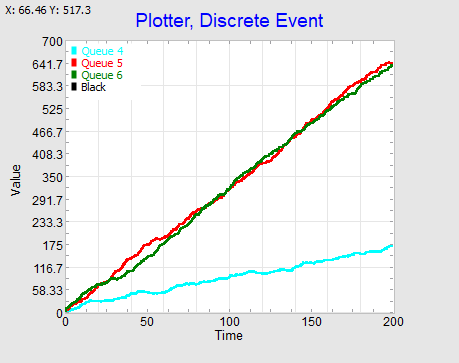 X: 66.46 Y: 517.3
Plotter, Discrete Event
700
641.7
583.3
525
466.7
408.3
350
291.7
233.3
175
116.7
58.33
0
Value
Queue 4
Queue 5
Queue 6
Black
0 50 100 150 200
Time